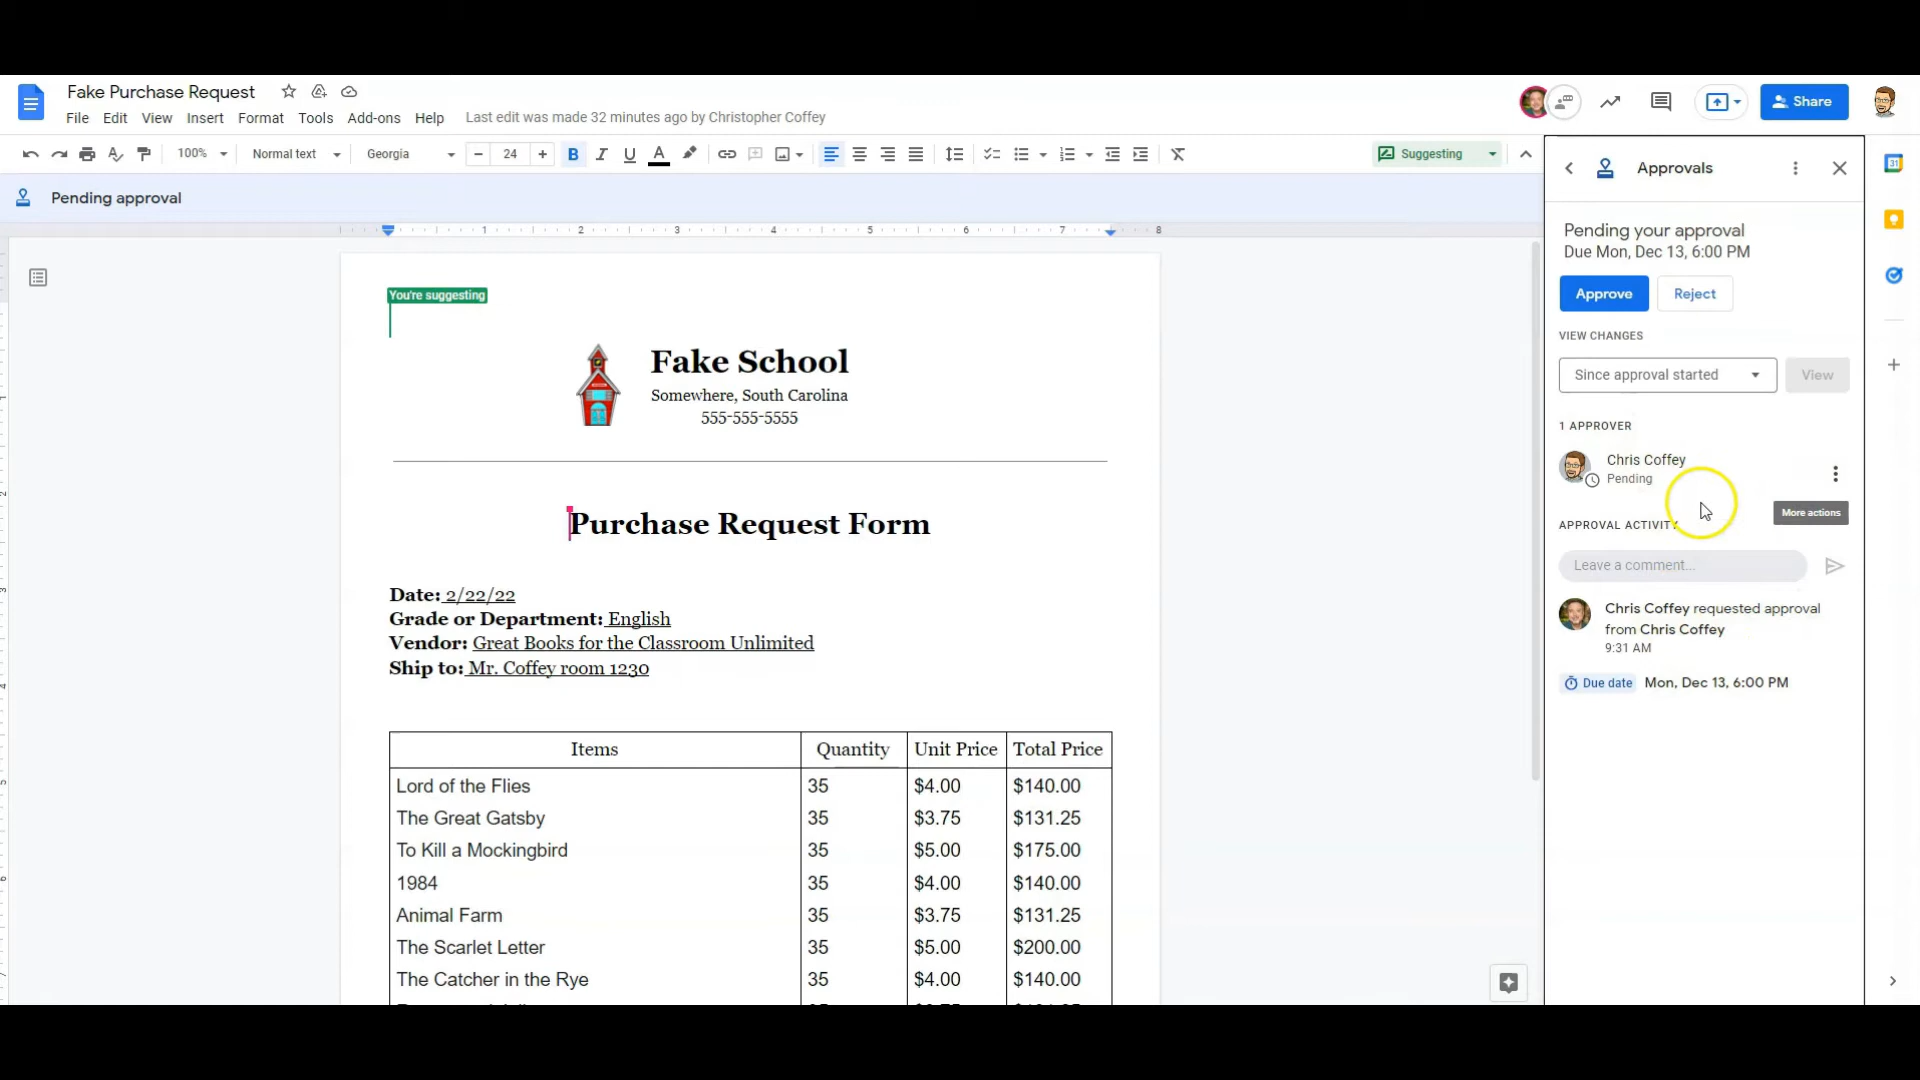 Fake Purchase Request
File Edit View Insert Format Tools Add-ons Help Last edit was made 32 minutes ago by Christopher Coffey
Share
100% Normal text Georgia 24 Suggesting
Pending approval
1 2 3 4 5 6 7 8
You're suggesting
Fake School
Somewhere, South Carolina
555-555-5555
Purchase Request Form
Date: 2/22/22
Grade or Department: English
Vendor: Great Books for the Classroom Unlimited
Ship to: Mr. Coffey room 1230
Items Quantity Unit Price Total Price
Lord of the Flies 35 $4.00 $140.00
The Great Gatsby 35 $3.75 $131.25
To Kill a Mockingbird 35 $5.00 $175.00
1984 35 $4.00 $140.00
Animal Farm 35 $3.75 $131.25
The Scarlet Letter 35 $5.00 $200.00
The Catcher in the Rye 35 $4.00 $140.00
Approvals
Pending your approval
Due Mon, Dec 13, 6:00 PM
Approve Reject
VIEW CHANGES
Since approval started View
1 APPROVER
Chris Coffey
Pending
More actions
APPROVAL ACTIVITY
Leave a comment...
Chris Coffey requested approval
from Chris Coffey
9:31 AM
Due date Mon, Dec 13, 6:00 PM
31